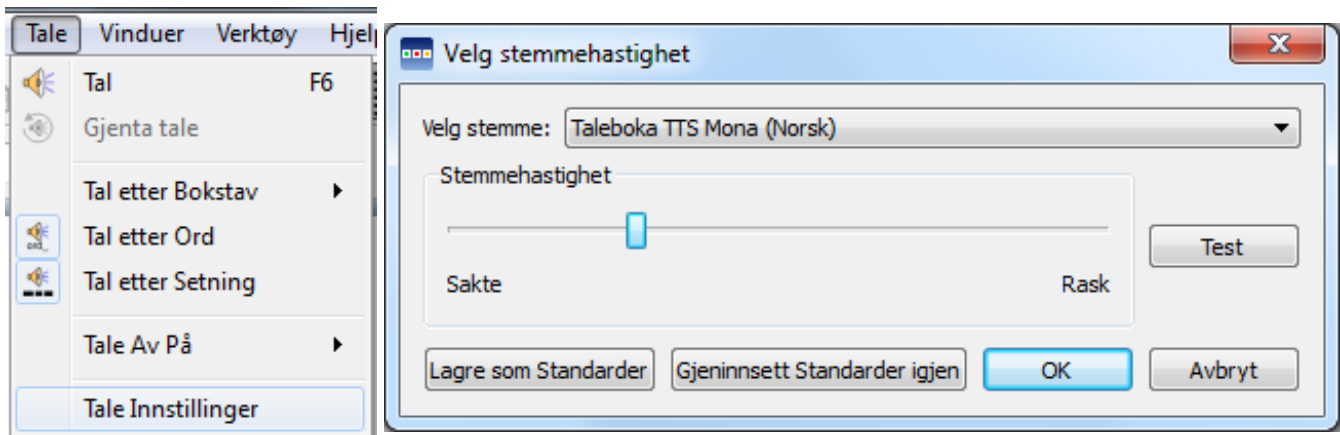 Tale Vinduer Verktøy
Tal F6
Gjenta tale
Tal etter Bokstav
Tal etter Ord
Tal etter Setning
Tale Av På
Tale Innstillinger
Velg stemmehastighet
Velg stemme: Taleboka TTS Mona (Norsk)
Stemmehastighet
Sakte Rask
Test
Lagre som Standarder Gjeninnsett Standarder igjen OK Avbryt